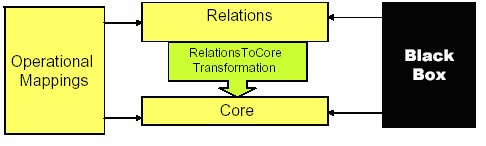 Relations
RelationsToCore
Transformation
Operational
Mappings
Black
Box
Core